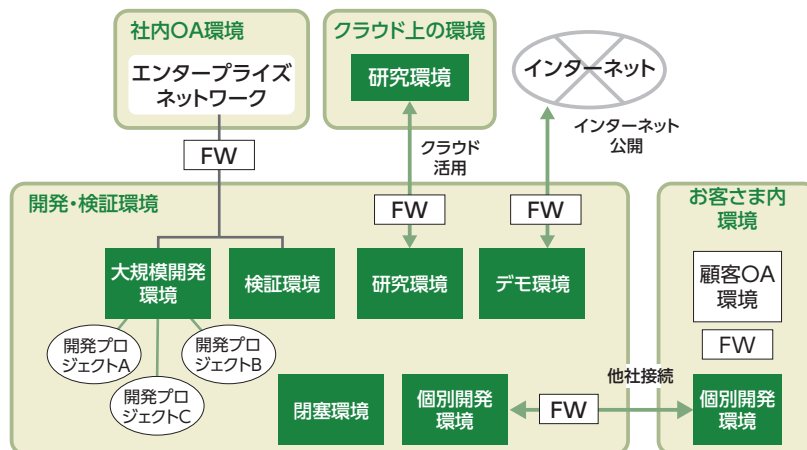 社内OA環境
エンタープライズ
ネットワーク
FW
クラウド上の環境
研究環境
クラウド
活用
インターネット
インターネット
公開
開発・検証環境
FW
FW
大規模開発
環境
検証環境
研究環境
デモ環境
開発プロ
ジェクトA
開発プロ
ジェクトB
開発プロ
ジェクトC
閉塞環境
個別開発
環境
FW
他社接続
お客さま内
環境
顧客OA
環境
FW
個別開発
環境